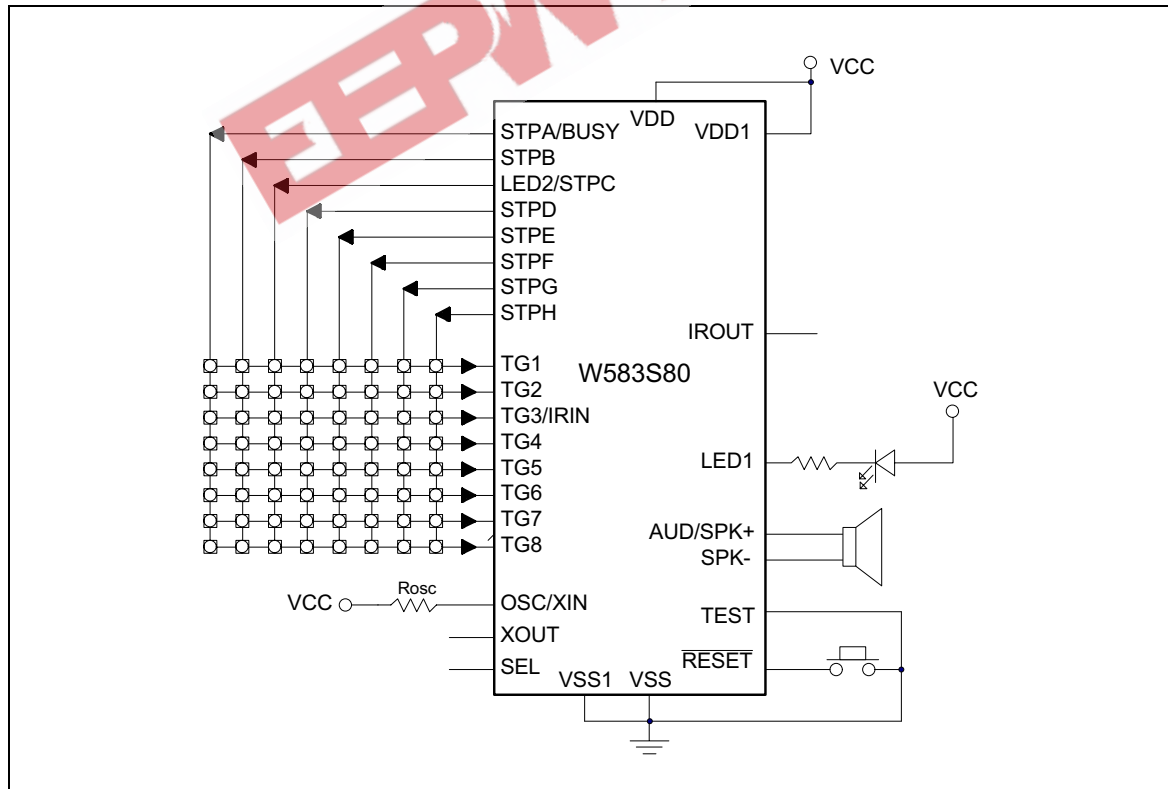 EEPW
VCC
VDD
VDD1
STPA/BUSY
STPB
LED2/STPC
STPD
STPE
STPF
STPG
STPH
IROUT
TG1
W583S80
TG2
VCC
TG3/IRIN
TG4
LED1
TG5
TG6
TG7
AUD/SPK+
TG8
SPK-
Rosc
VCC
OSC/XIN
TEST
XOUT
RESET
SEL
VSS1 VSS